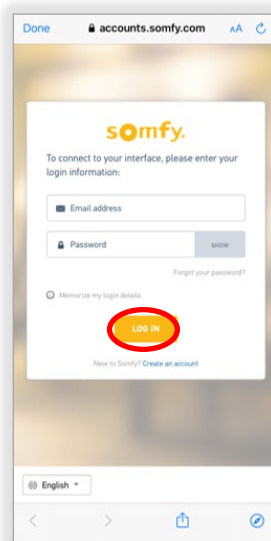 Done accounts.somfy.com AA
somfy.
To connect to your interface, please enter your
login information:
Email address
Password SHOW
Forgot your password?
Memorize my login details
LOG IN
New to Somfy? Create an account
English